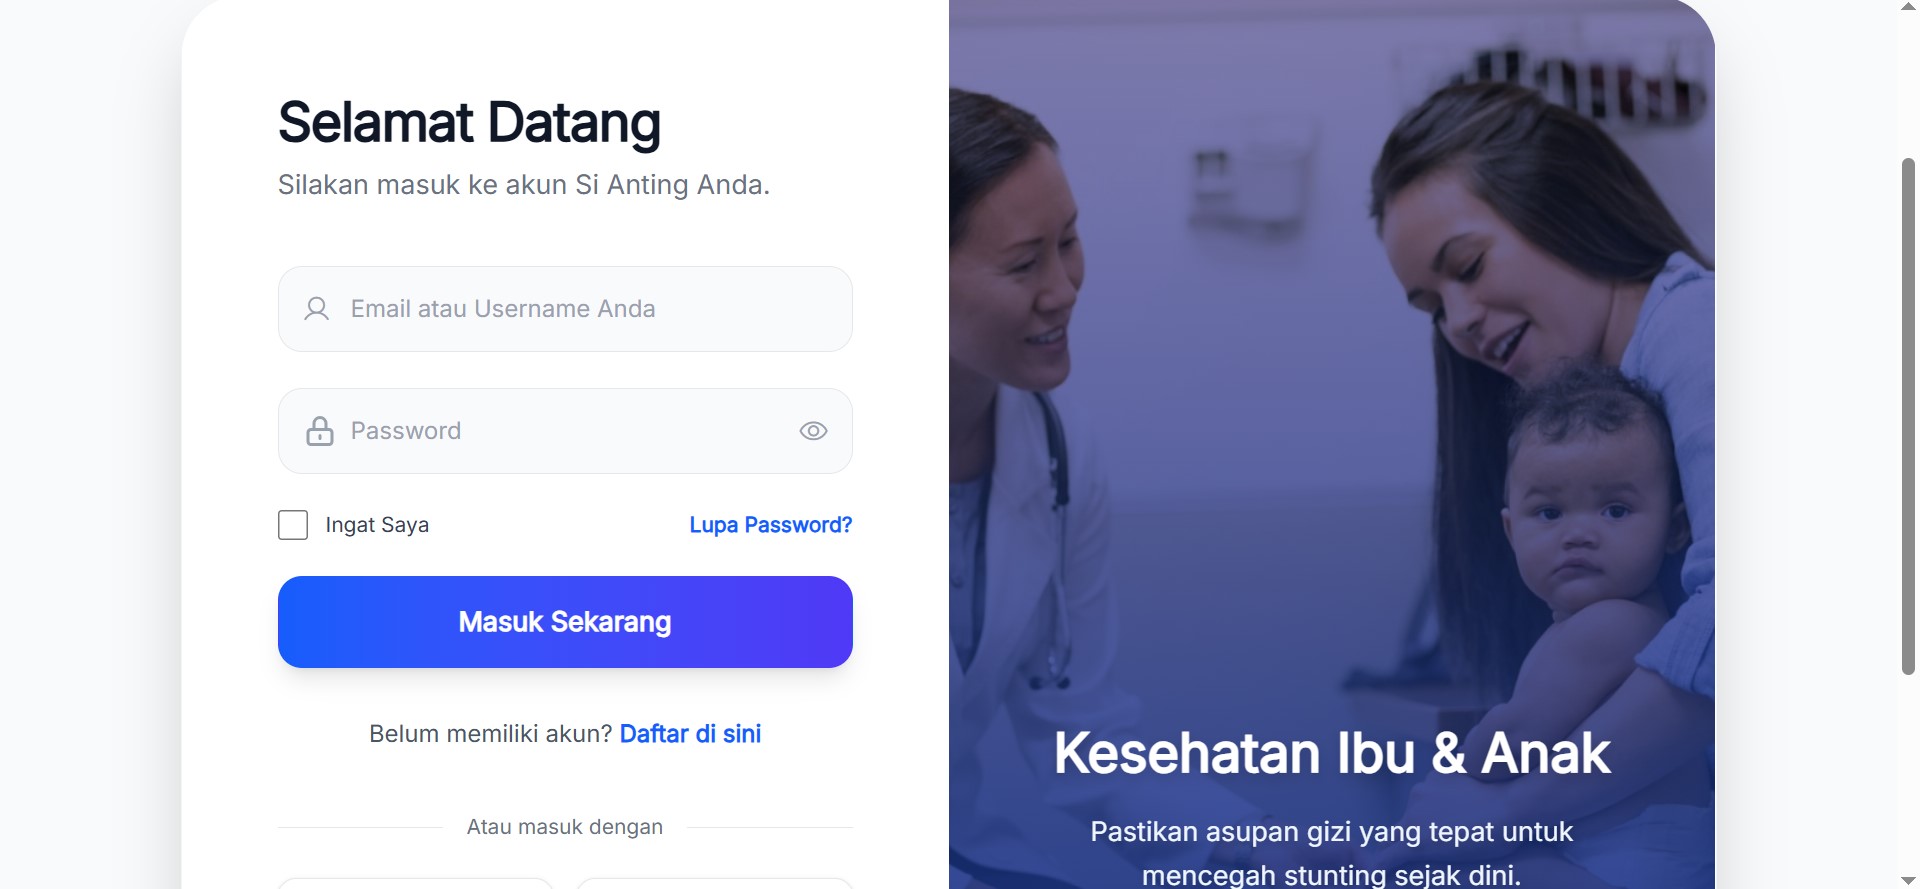 Selamat Datang
Silakan masuk ke akun Si Anting Anda.
Email atau Username Anda
Password
Ingat Saya
Lupa Password?
Masuk Sekarang
Belum memiliki akun? Daftar di sini
Atau masuk dengan
Kesehatan Ibu & Anak
Pastikan asupan gizi yang tepat untuk
mencegah stunting sejak dini.